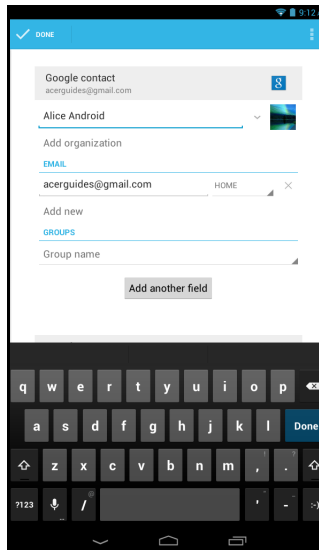 9:12
DONE
Google contact
acerguides@gmail.com
8
Alice Android
Add organization
EMAIL
acerguides@gmail.com HOME
Add new
GROUPS
Group name
Add another field
q w e r t y u i o p
a s d f g h j k l Done
z x c v b n m , ! . ?
?123 / @ ' " - _ :-)